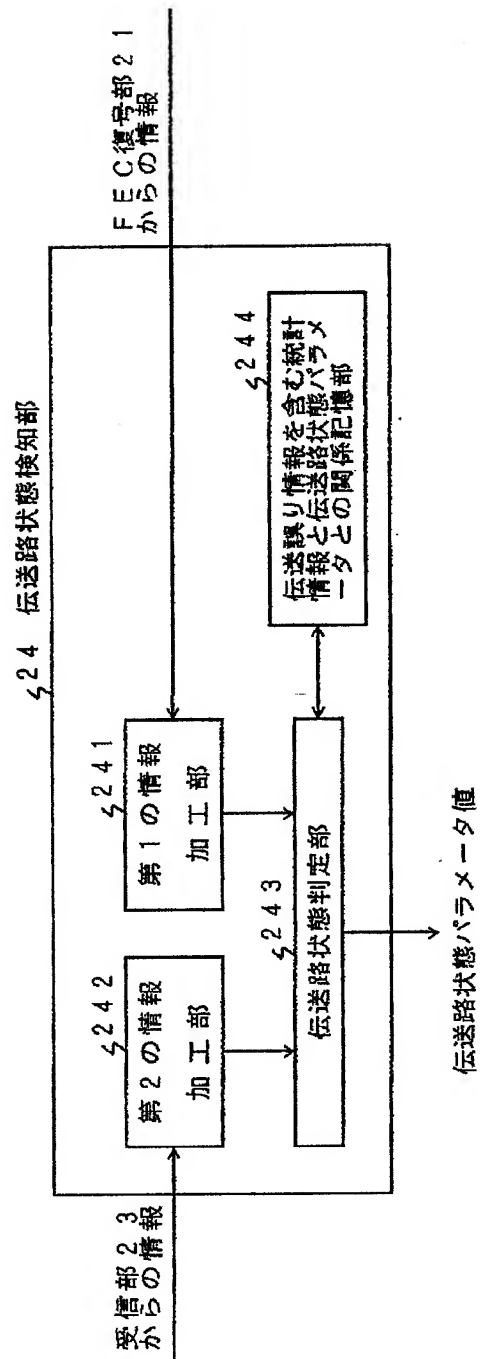 24 伝送路状態検知部
受信部23
からの情報
242
第2の情報
加工部
241
第1の情報
加工部
FEC復号部21
からの情報
243
伝送路状態判定部
244
伝送誤り情報を含む統計
情報と伝送路状態パラメ
ータとの関係記憶部
伝送路状態パラメータ値